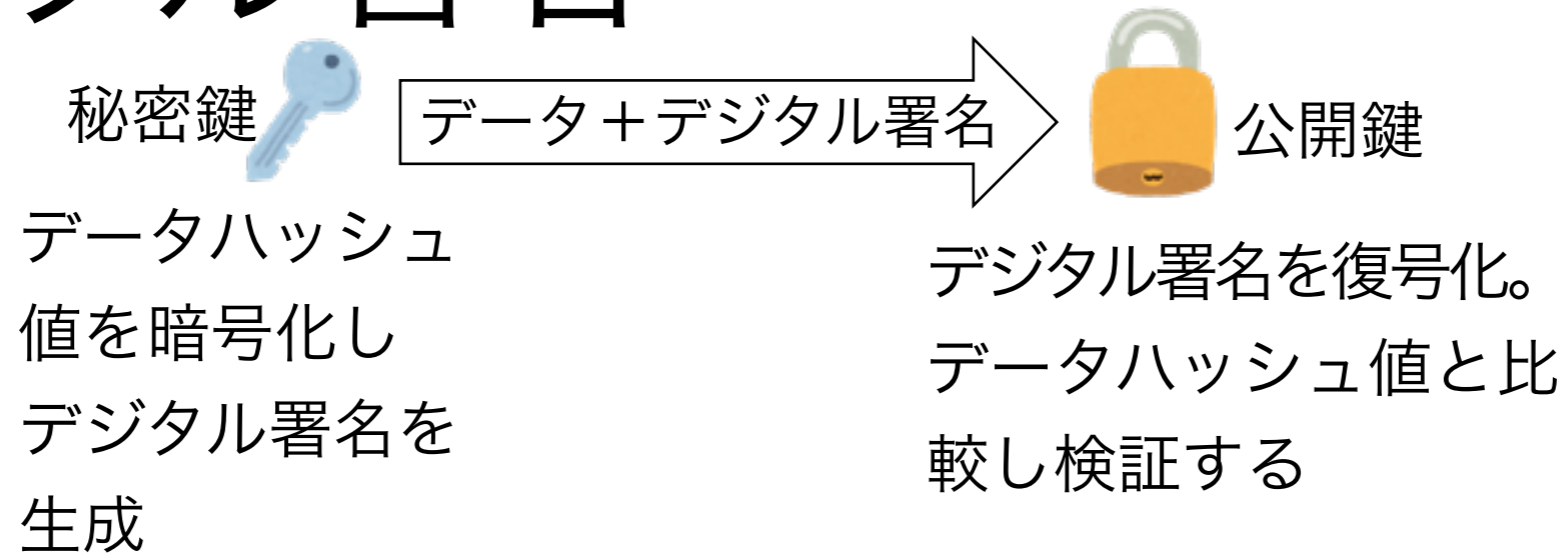 秘密鍵
データ＋デジタル署名
公開鍵
データハッシュ
値を暗号化し
デジタル署名を
生成
デジタル署名を復号化。
データハッシュ値と比
較し検証する